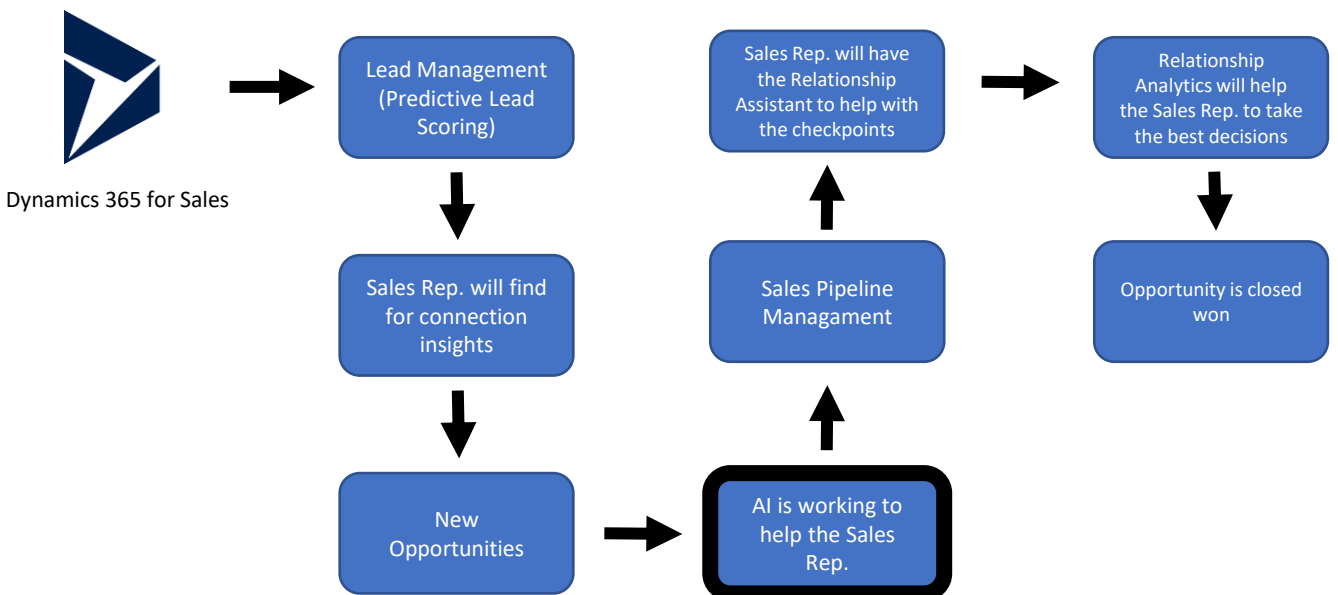 Dynamics 365 for Sales
Lead Management
(Predictive Lead
Scoring)
Sales Rep. will find
for connection
insights
New
Opportunities
AI is working to
help the Sales
Rep.
Sales Pipeline
Managament
Sales Rep. will have
the Relationship
Assistant to help with
the checkpoints
Relationship
Analytics will help
the Sales Rep. to take
the best decisions
Opportunity is closed
won